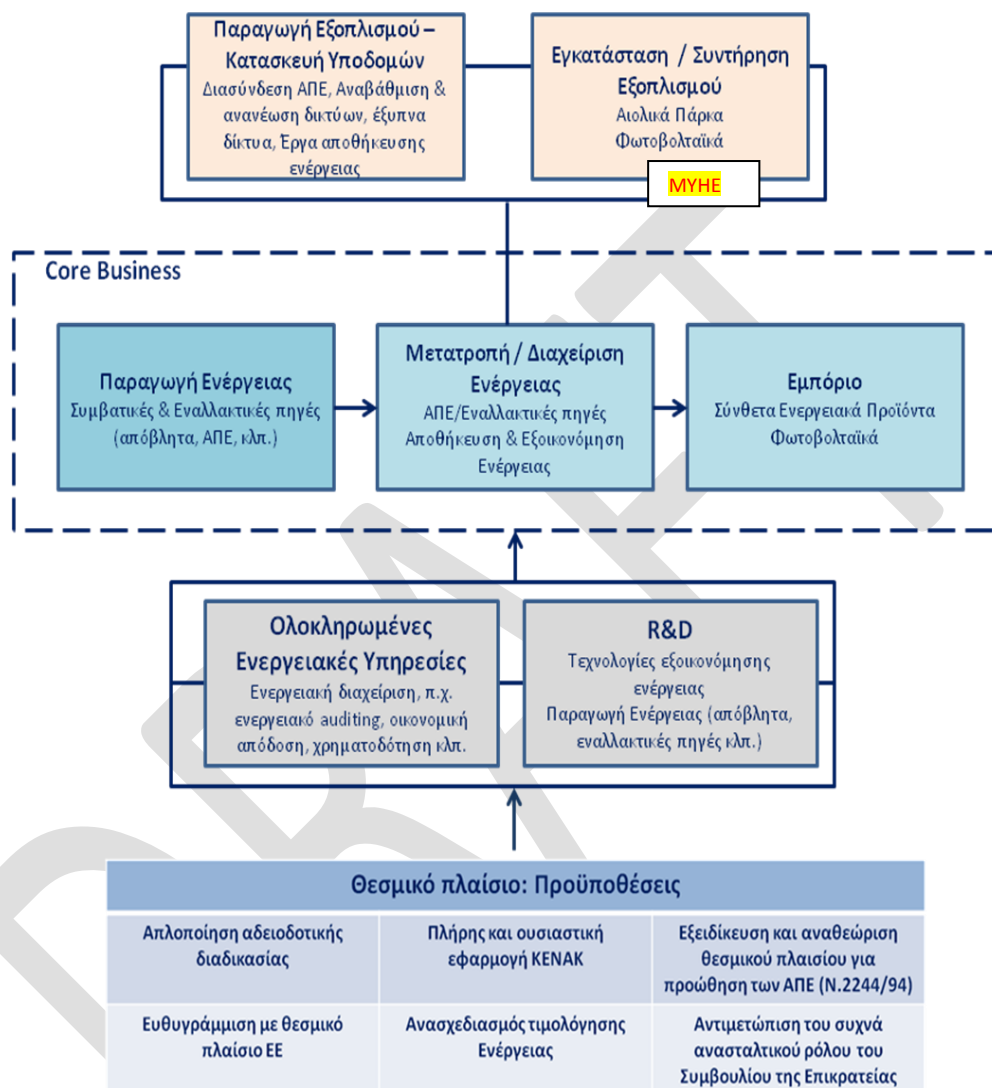 Παραγωγή Εξοπλισμού –
Κατασκευή Υποδομών
Διασύνδεση ΑΠΕ, Αναβάθμιση &
ανανέωση δικτύων, έξυπνα
δίκτυα, Έργα αποθήκευσης
ενέργειας
Εγκατάσταση / Συντήρηση
Εξοπλισμού
Αιολικά Πάρκα
Φωτοβολταϊκά
ΜΥΗΕ
Core Business
Παραγωγή Ενέργειας
Συμβατικές & Εναλλακτικές πηγές
(απόβλητα, ΑΠΕ, κλπ.)
Μετατροπή / Διαχείριση
Ενέργειας
ΑΠΕ/Εναλλακτικές πηγές
Αποθήκευση & Εξοικονόμηση
Ενέργειας
Εμπόριο
Σύνθετα Ενεργειακά Προϊόντα
Φωτοβολταϊκά
Ολοκληρωμένες
Ενεργειακές Υπηρεσίες
Ενεργειακή διαχείριση, π.χ.
ενεργειακό auditing, οικονομική
απόδοση, χρηματοδότηση κλπ.
R&D
Τεχνολογίες εξοικονόμησης
ενέργειας
Παραγωγή Ενέργειας (απόβλητα,
εναλλακτικές πηγές κλπ.)
Θεσμικό πλαίσιο: Προϋποθέσεις
Απλοποίηση αδειοδοτικής
διαδικασίας
Πλήρης και ουσιαστική
εφαρμογή ΚΕΝΑΚ
Εξειδίκευση και αναθεώριση
θεσμικού πλαισίου για
προώθηση των ΑΠΕ (Ν.2244/94)
Ευθυγράμμιση με θεσμικό
πλαίσιο ΕΕ
Ανασχεδιασμός τιμολόγησης
Ενέργειας
Αντιμετώπιση του συχνά
ανασταλτικού ρόλου του
Συμβουλίου της Επικρατείας
DRAFT